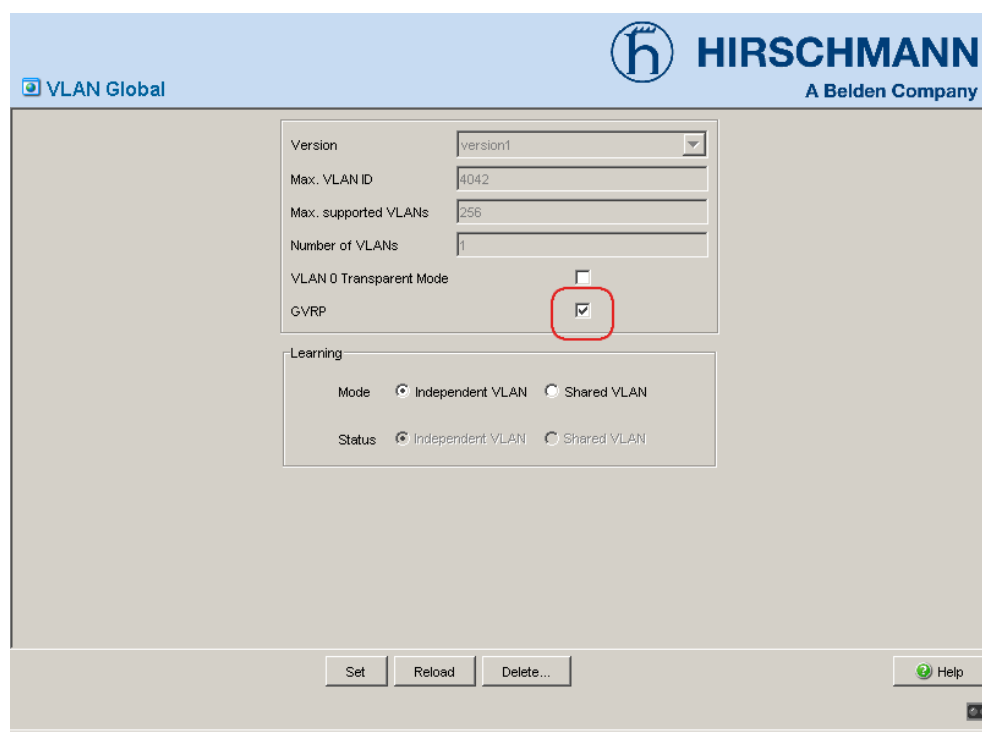 HIRSCHMANN
VLAN Global
A Belden Company
Version version1
Max. VLAN ID 4042
Max. supported VLANs 256
Number of VLANs 1
VLAN 0 Transparent Mode
GVRP
Learning
Mode Independent VLAN Shared VLAN
Status Independent VLAN Shared VLAN
Set Reload Delete... Help